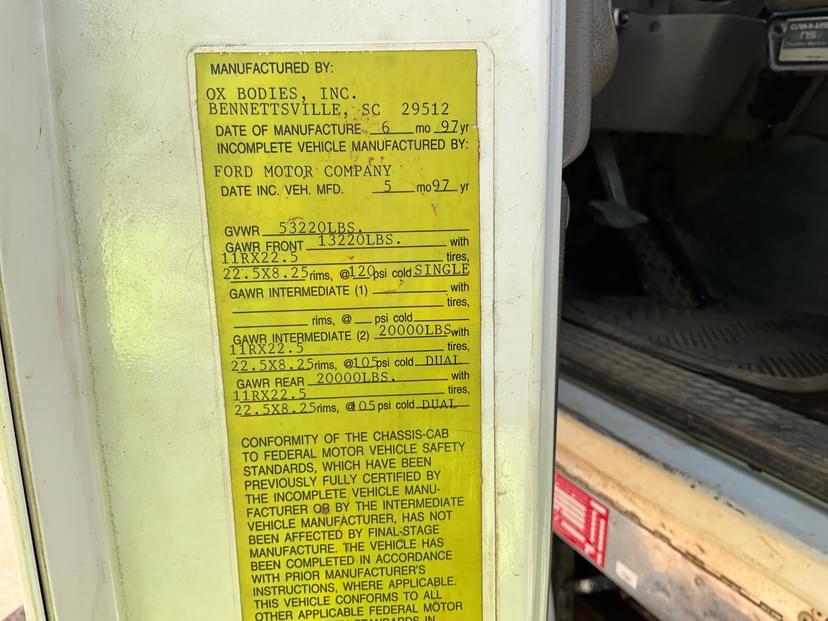 MANUFACTURED BY:
OX BODIES, INC.
BENNETTSVILLE, SC 29512
DATE OF MANUFACTURE 6 mo 97 yr
INCOMPLETE VEHICLE MANUFACTURED BY:
FORD MOTOR COMPANY
DATE INC. VEH. MFD. 5 mo 97 yr
GVWR 53220LBS.
GAWR FRONT 13220LBS. with
11RX22.5 tires,
22.5X8.25 rims, @ 120 psi cold SINGLE
GAWR INTERMEDIATE (1) with
tires,
rims, @ psi cold
GAWR INTERMEDIATE (2) 20000LBS. with
11RX22.5 tires,
22.5X8.25 rims, @ 105 psi cold DUAL
GAWR REAR 20000LBS. with
11RX22.5 tires,
22.5X8.25 rims, @ 105 psi cold DUAL
CONFORMITY OF THE CHASSIS-CAB
TO FEDERAL MOTOR VEHICLE SAFETY
STANDARDS, WHICH HAVE BEEN
PREVIOUSLY FULLY CERTIFIED BY
THE INCOMPLETE VEHICLE MANU-
FACTURER OR BY THE INTERMEDIATE
VEHICLE MANUFACTURER, HAS NOT
BEEN AFFECTED BY FINAL-STAGE
MANUFACTURE. THE VEHICLE HAS
BEEN COMPLETED IN ACCORDANCE
WITH PRIOR MANUFACTURER'S
INSTRUCTIONS, WHERE APPLICABLE.
THIS VEHICLE CONFORMS TO ALL
OTHER APPLICABLE FEDERAL MOTOR
STANDARDS IN